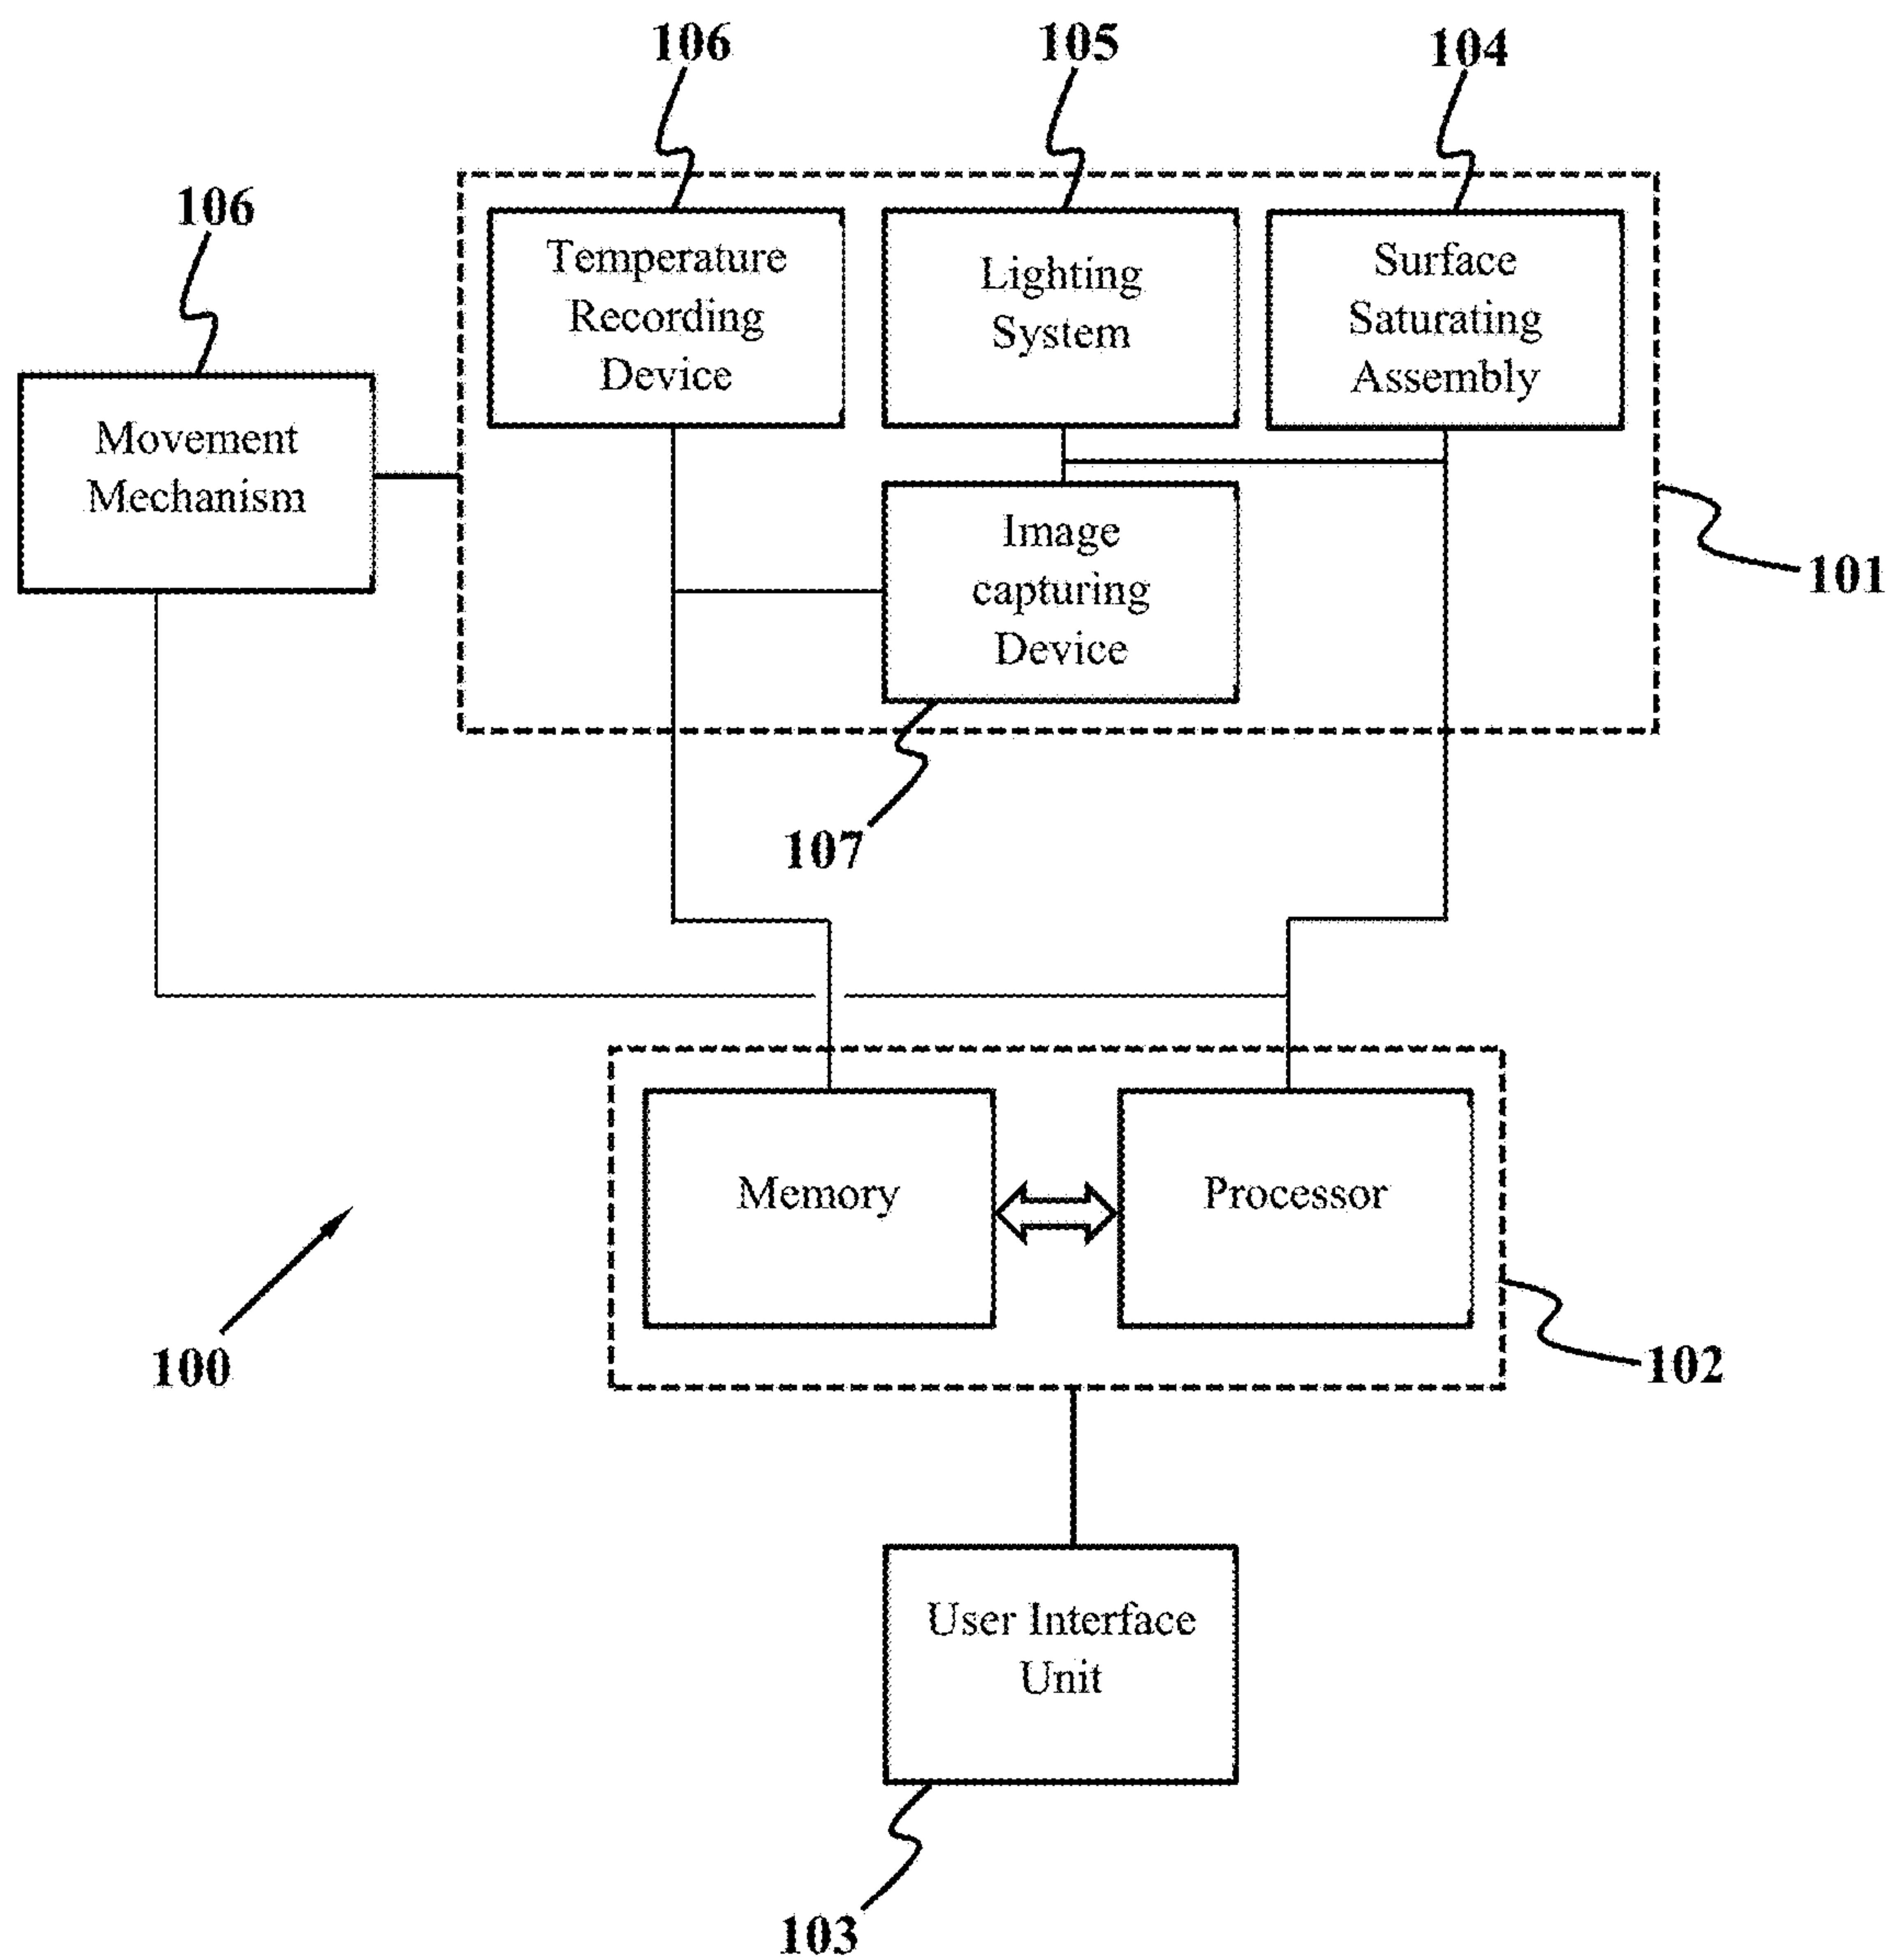 106
105
104
106
Temperature
Recording
Device
Lighting
System
Surface
Saturating
Assembly
Movement
Mechanism
Image
capturing
Device
101
107
Memory
Processor
100
102
User Interface
Unit
103